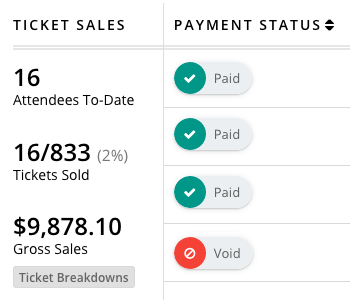 TICKET SALES
16
Attendees To-Date
16/833 (2%)
Tickets Sold
$9,878.10
Gross Sales
Ticket Breakdowns
PAYMENT STATUS
Paid
Paid
Paid
Void